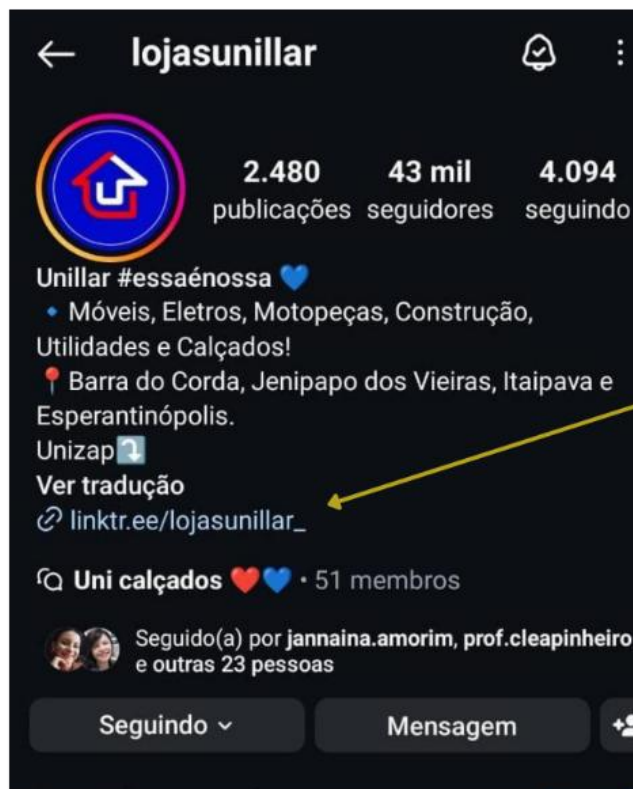 lojasunillar
2.480 43 mil 4.094
publicações seguidores seguindo
Unillar #essaénossa 💙
🔹 Móveis, Eletros, Motopeças, Construção,
Utilidades e Calçados!
📍 Barra do Corda, Jenipapo dos Vieiras, Itaipava e
Esperantinópolis.
Unizap⤵️
Ver tradução
linktr.ee/lojasunillar_
Uni calçados ❤️💙 • 51 membros
Seguido(a) por jannaina.amorim, prof.cleapinheiro
e outras 23 pessoas
Seguindo Mensagem